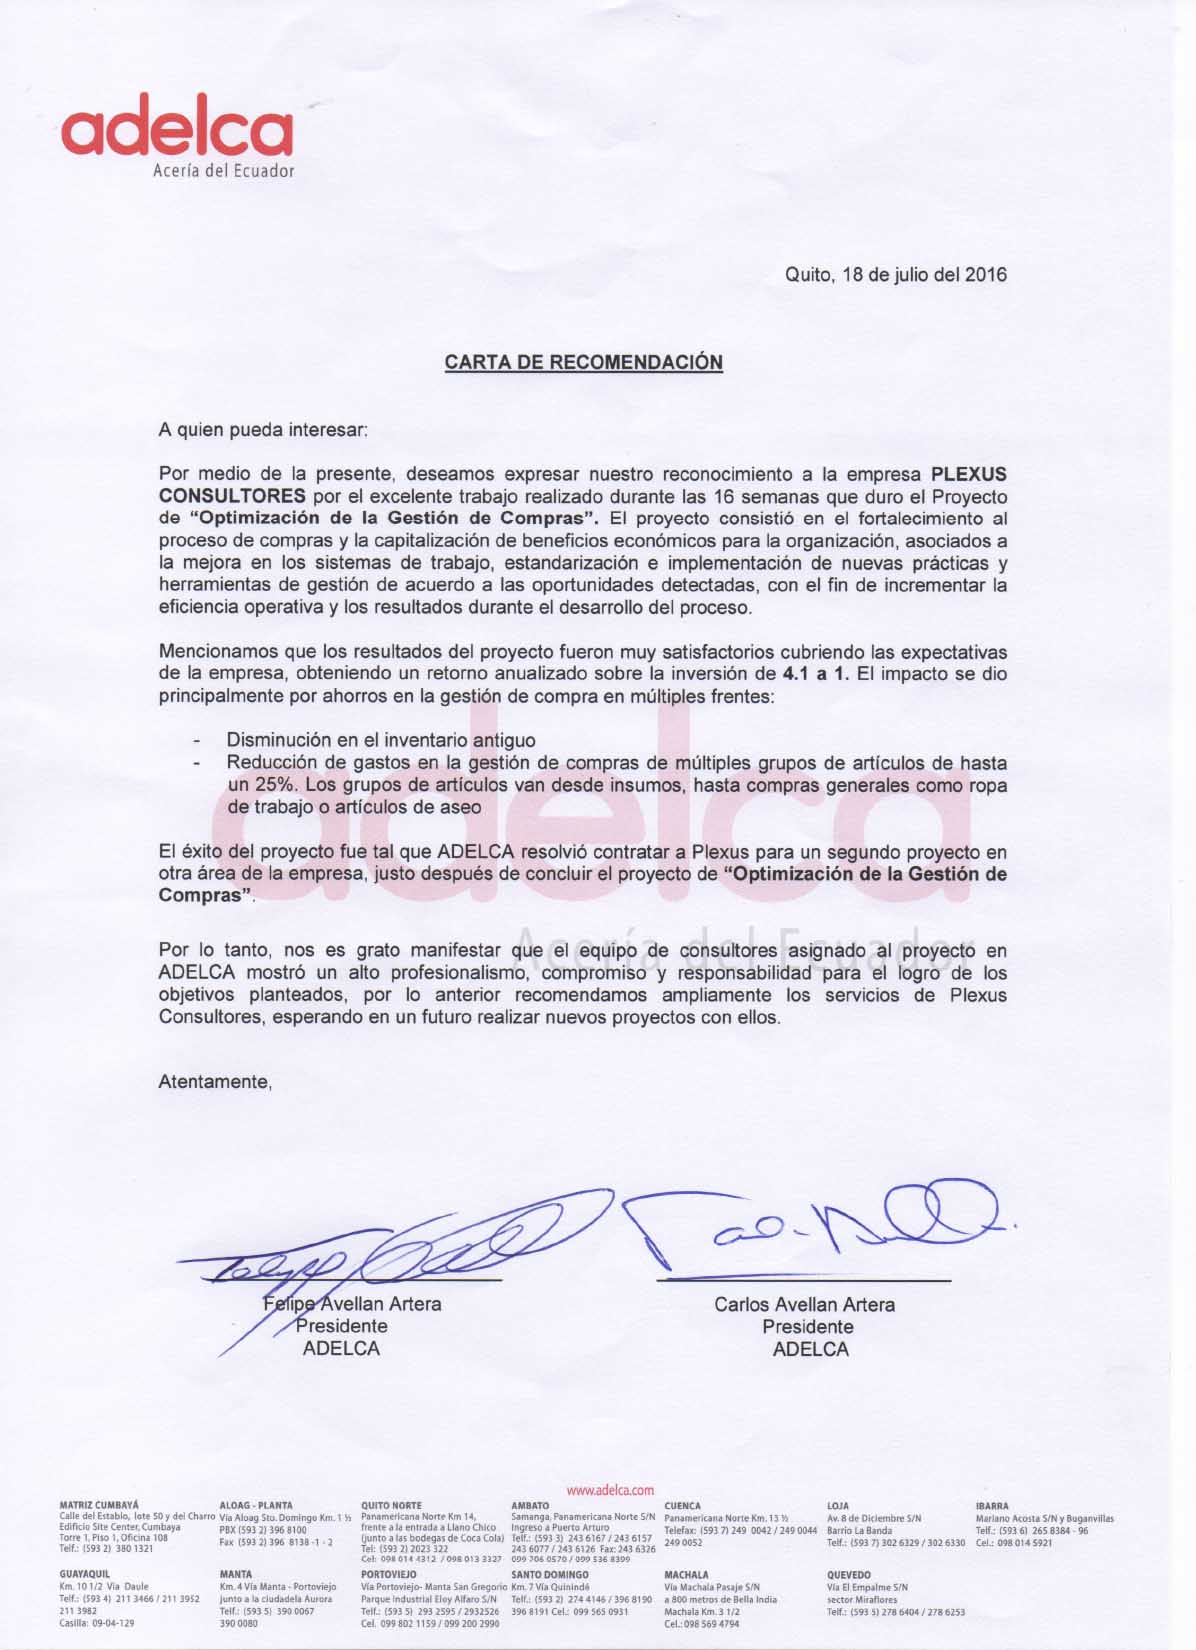 adelca
Acería del Ecuador
Quito, 18 de julio del 2016
CARTA DE RECOMENDACIÓN
A quien pueda interesar:
Por medio de la presente, deseamos expresar nuestro reconocimiento a la empresa PLEXUS
CONSULTORES por el excelente trabajo realizado durante las 16 semanas que duro el Proyecto
de “Optimización de la Gestión de Compras”. El proyecto consistió en el fortalecimiento al
proceso de compras y la capitalización de beneficios económicos para la organización, asociados a
la mejora en los sistemas de trabajo, estandarización e implementación de nuevas prácticas y
herramientas de gestión de acuerdo a las oportunidades detectadas, con el fin de incrementar la
eficiencia operativa y los resultados durante el desarrollo del proceso.
Mencionamos que los resultados del proyecto fueron muy satisfactorios cubriendo las expectativas
de la empresa, obteniendo un retorno anualizado sobre la inversión de 4.1 a 1. El impacto se dio
principalmente por ahorros en la gestión de compra en múltiples frentes:
- Disminución en el inventario antiguo
- Reducción de gastos en la gestión de compras de múltiples grupos de artículos de hasta
un 25%. Los grupos de artículos van desde insumos, hasta compras generales como ropa
de trabajo o artículos de aseo
El éxito del proyecto fue tal que ADELCA resolvió contratar a Plexus para un segundo proyecto en
otra área de la empresa, justo después de concluir el proyecto de “Optimización de la Gestión de
Compras”.
adelca
Acería del Ecuador
Por lo tanto, nos es grato manifestar que el equipo de consultores asignado al proyecto en
ADELCA mostró un alto profesionalismo, compromiso y responsabilidad para el logro de los
objetivos planteados, por lo anterior recomendamos ampliamente los servicios de Plexus
Consultores, esperando en un futuro realizar nuevos proyectos con ellos.
Atentamente,
Felipe Avellan Artera
Presidente
ADELCA
Carlos Avellan Artera
Presidente
ADELCA
www.adelca.com
MATRIZ CUMBAYÁ
Calle del Establo, lote 50 y del Charro
Edificio Site Center, Cumbaya
Torre 1, Piso 1, Oficina 108
Telf.: (593 2) 380 1321
ALOAG - PLANTA
Vía Aloag Sto. Domingo Km. 1 ½
PBX (593 2) 396 8100
Fax (593 2) 396 8138 -1 - 2
QUITO NORTE
Panamericana Norte Km 14,
frente a la entrada a Llano Chico
(junto a las bodegas de Coca Cola)
Tel: (593 2) 2023 322
Cel: 098 014 4312 / 098 013 3327
AMBATO
Samanga, Panamericana Norte S/N
Ingreso a Puerto Arturo
Telf.: (593 3) 243 6167 / 243 6157
243 6077 / 243 6126 Fax: 243 6326
099 706 0570 / 099 536 8399
CUENCA
Panamericana Norte Km. 13 ½
Telefax: (593 7) 249 0042 / 249 0044
249 0052
LOJA
Av. 8 de Diciembre S/N
Barrio La Banda
Telf.: (593 7) 302 6329 / 302 6330
IBARRA
Mariano Acosta S/N y Buganvillas
Telf.: (593 6) 265 8384 - 96
Cel.: 098 014 5921
GUAYAQUIL
Km. 10 1/2 Vía Daule
Telf.: (593 4) 211 3466 / 211 3952
211 3982
Casilla: 09-04-129
MANTA
Km. 4 Vía Manta - Portoviejo
junto a la ciudadela Aurora
Telf.: (593 5) 390 0067
390 0080
PORTOVIEJO
Vía Portoviejo- Manta San Gregorio
Parque Industrial Eloy Alfaro S/N
Telf.: (593 5) 293 2595 / 2932526
Cel. 099 802 1159 / 099 200 2990
SANTO DOMINGO
Km. 7 Vía Quinindé
Telf.: (593 2) 274 4146 / 396 8190
396 8191 Cel.: 099 565 0931
MACHALA
Vía Machala Pasaje S/N
a 800 metros de Bella India
Machala Km. 3 1/2
Cel.: 098 569 4794
QUEVEDO
Vía El Empalme S/N
sector Miraflores
Telf: (593 5) 278 6404 / 278 6253